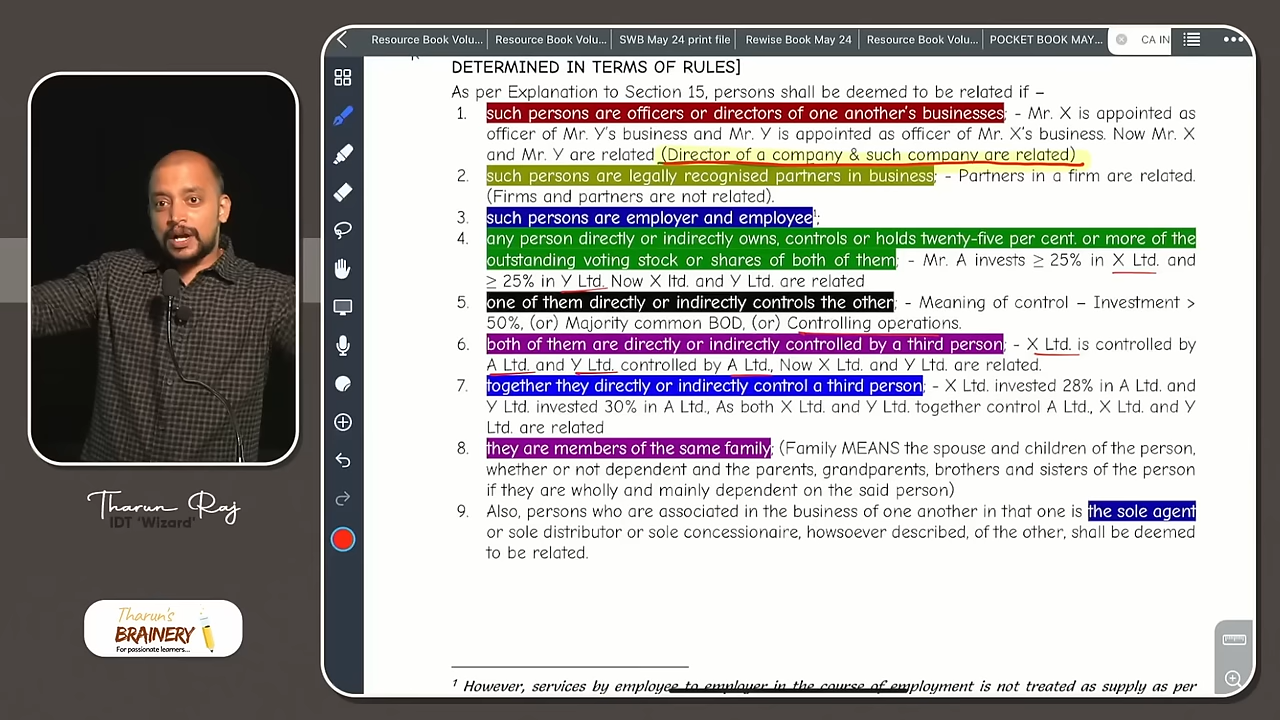 Resource Book Volu... Resource Book Volu... SWB May 24 print file Rewise Book May 24 Resource Book Volu... POCKET BOOK MAY... CA IN
DETERMINED IN TERMS OF RULES]
As per Explanation to Section 15, persons shall be deemed to be related if –
1. such persons are officers or directors of one another's businesses; - Mr. X is appointed as
officer of Mr. Y's business and Mr. Y is appointed as officer of Mr. X's business. Now Mr. X
and Mr. Y are related (Director of a company & such company are related)
2. such persons are legally recognised partners in business; - Partners in a firm are related.
(Firms and partners are not related).
3. such persons are employer and employee¹;
4. any person directly or indirectly owns, controls or holds twenty-five per cent. or more of the
outstanding voting stock or shares of both of them; - Mr. A invests ≥ 25% in X Ltd. and
≥ 25% in Y Ltd. Now X ltd. and Y Ltd. are related
5. one of them directly or indirectly controls the other; - Meaning of control – Investment >
50%, (or) Majority common BOD, (or) Controlling operations.
6. both of them are directly or indirectly controlled by a third person; - X Ltd. is controlled by
A Ltd. and Y Ltd. controlled by A Ltd., Now X Ltd. and Y Ltd. are related.
7. together they directly or indirectly control a third person; - X Ltd. invested 28% in A Ltd. and
Y Ltd. invested 30% in A Ltd., As both X Ltd. and Y Ltd. together control A Ltd., X Ltd. and Y
Ltd. are related
8. they are members of the same family; (Family MEANS the spouse and children of the person,
whether or not dependent and the parents, grandparents, brothers and sisters of the person
if they are wholly and mainly dependent on the said person)
9. Also, persons who are associated in the business of one another in that one is the sole agent
or sole distributor or sole concessionaire, howsoever described, of the other, shall be deemed
to be related.
¹ However, services by employee to employer in the course of employment is not treated as supply as per
Tharun Raj
IDT 'Wizard'
Tharun's
BRAINERY
For passionate learners...